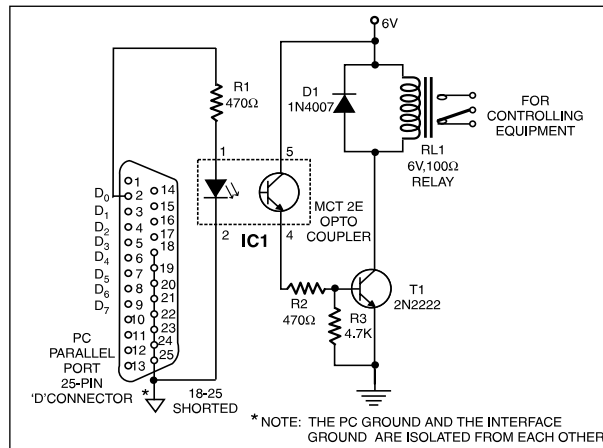 6V
R1
470Ω
D1
1N4007
FOR
CONTROLLING
EQUIPMENT
RL1
6V,100Ω
RELAY
1
5
MCT 2E
OPTO
COUPLER
2
IC1
4
D0
D1
D2
D3
D4
D5
D6
D7
1
2
3
4
5
6
7
8
9
10
11
12
13
14
15
16
17
18
19
20
21
22
23
24
25
R2
470Ω
R3
4.7K
T1
2N2222
PC
PARALLEL
PORT
25-PIN
'D'CONNECTOR
*
18-25
SHORTED
* NOTE: THE PC GROUND AND THE INTERFACE
GROUND ARE ISOLATED FROM EACH OTHER